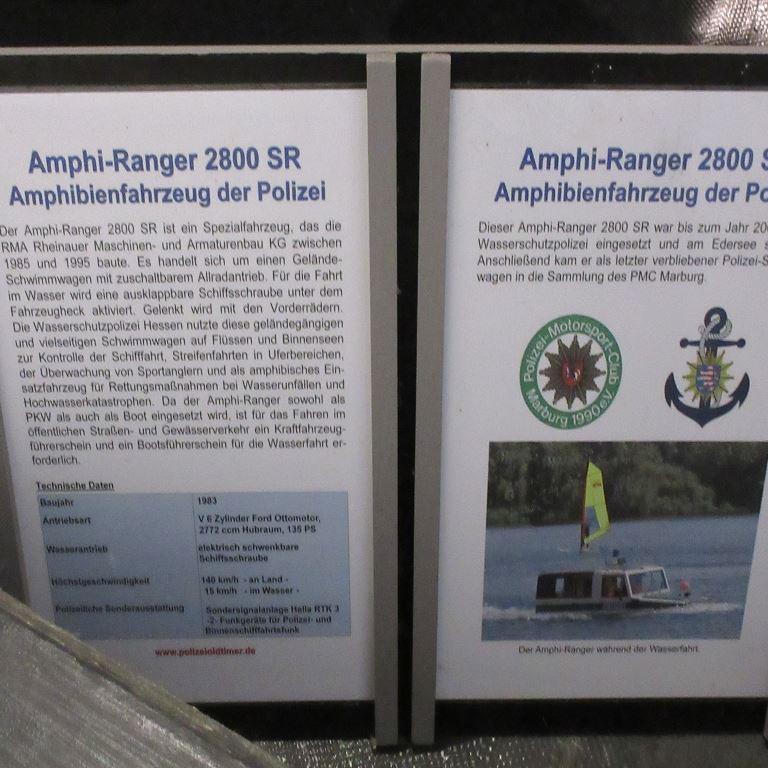 Amphi-Ranger 2800 SR
Amphibienfahrzeug der Polizei
Der Amphi-Ranger 2800 SR ist ein Spezialfahrzeug, das die
RMA Rheinauer Maschinen- und Armaturenbau KG zwischen
1985 und 1995 baute. Es handelt sich um einen Gelände-
Schwimmwagen mit zuschaltbarem Allradantrieb. Für die Fahrt
im Wasser wird eine ausklappbare Schiffsschraube unter dem
Fahrzeugheck aktiviert. Gelenkt wird mit den Vorderrädern.
Die Wasserschutzpolizei Hessen nutzte diese geländegängigen
und vielseitigen Schwimmwagen auf Flüssen und Binnenseen
zur Kontrolle der Schifffahrt, Streifenfahrten in Uferbereichen,
der Überwachung von Sportanglern und als amphibisches Ein-
satzfahrzeug für Rettungsmaßnahmen bei Wasserunfällen und
Hochwasserkatastrophen. Da der Amphi-Ranger sowohl als
PKW als auch als Boot eingesetzt wird, ist für das Fahren im
öffentlichen Straßen- und Gewässerverkehr ein Kraftfahrzeug-
führerschein und ein Bootsführerschein für die Wasserfahrt er-
forderlich.
Technische Daten
Baujahr 1983
Antriebsart V 6 Zylinder Ford Ottomotor,
2772 ccm Hubraum, 135 PS
Wasserantrieb elektrisch schwenkbare
Schiffsschraube
Höchstgeschwindigkeit 140 km/h - an Land -
15 km/h - im Wasser -
Polizeiliche Sonderausstattung Sondersignalanlage Hella RTK 3
-2- Funkgeräte für Polizei- und
Binnenschifffahrtsfunk
www.polizeioldtimer.de
Amphi-Ranger 2800 S
Amphibienfahrzeug der Po
Dieser Amphi-Ranger 2800 SR war bis zum Jahr 20
Wasserschutzpolizei eingesetzt und am Edersee s
Anschließend kam er als letzter verbliebener Polizei-S
wagen in die Sammlung des PMC Marburg.
Polizei-Motorsport-Club
Marburg 1990 e.V.
Der Amphi-Ranger während der Wasserfahrt.